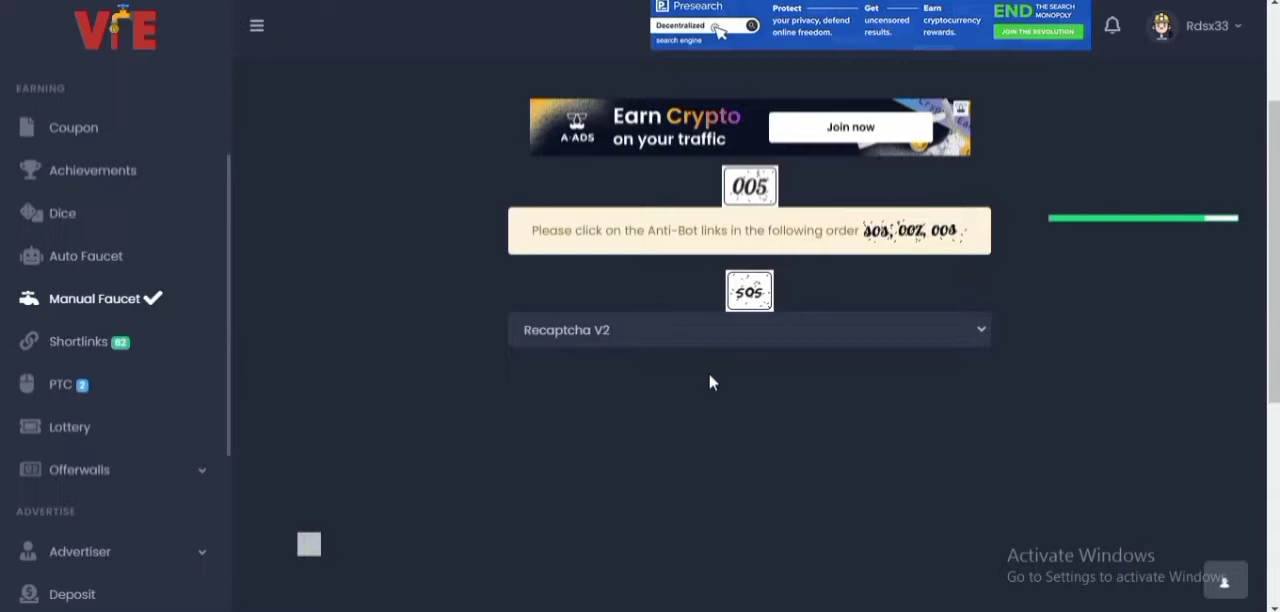 VIE
Presearch
Decentralized
search engine
Protect
your privacy, defend
online freedom.
Get
uncensored
results.
Earn
cryptocurrency
rewards.
END THE SEARCH
MONOPOLY
JOIN THE REVOLUTION
Rdsx33
EARNING
Coupon
Achievements
Dice
Auto Faucet
Manual Faucet
Shortlinks 62
PTC 2
Lottery
Offerwalls
ADVERTISE
Advertiser
Deposit
A-ADS
Earn Crypto
on your traffic
Join now
005
Please click on the Anti-Bot links in the following order
sos
Recaptcha V2
Activate Windows
Go to Settings to activate Windows